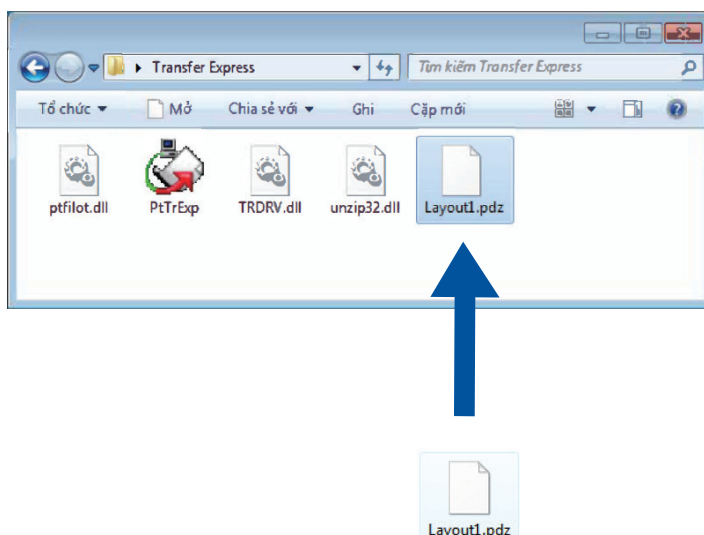 Transfer Express
Tìm kiếm Transfer Express
Tổ chức
Mở
Chia sẻ với
Ghi
Cặp mới
ptfilot.dll
PtTrExp
TRDRV.dll
unzip32.dll
Layout1.pdz
Layout1.pdz